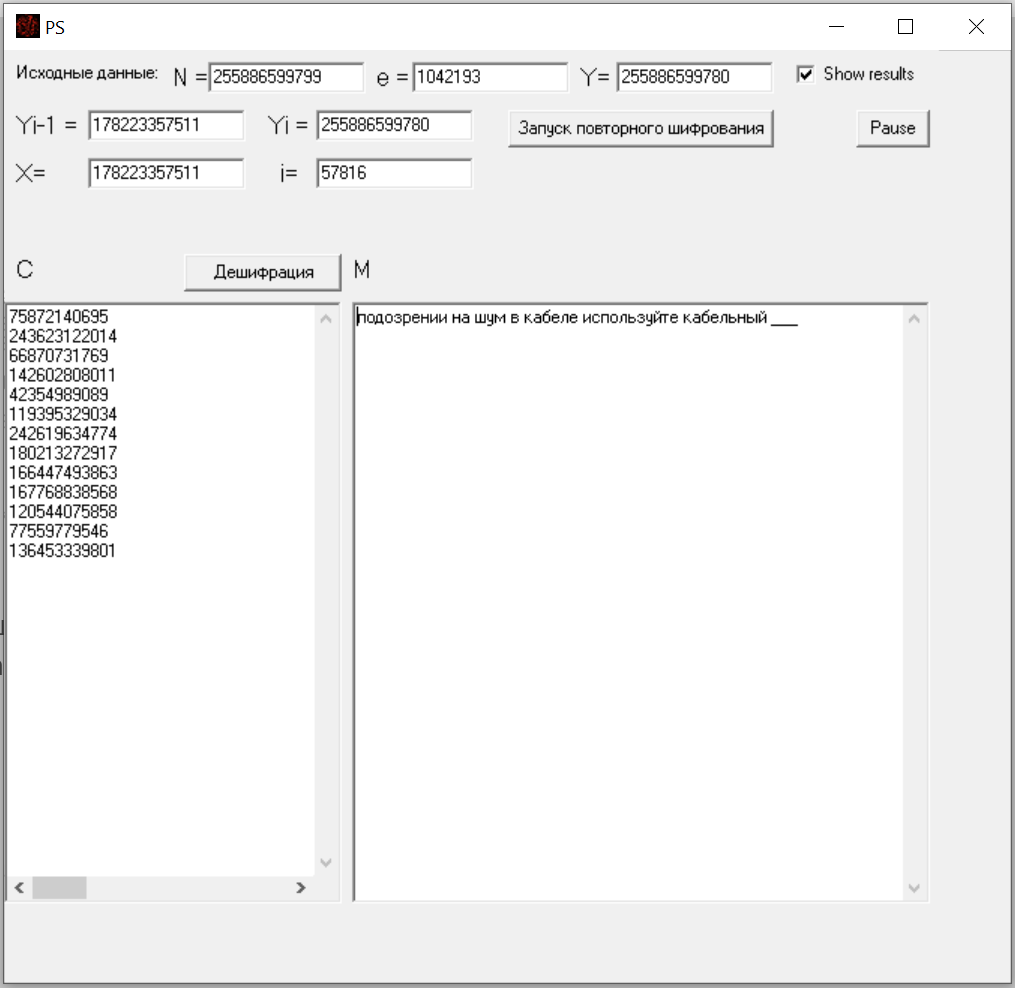 PS
Исходные данные: N = 255886599799 e = 1042193 Y= 255886599780 Show results
Yi-1 = 178223357511 Yi = 255886599780 Запуск повторного шифрования Pause
X= 178223357511 i= 57816
C Дешифрация M
75872140695
243623122014
66870731769
142602808011
42354989089
119395329034
242619634774
180213272917
166447493863
167768838568
120544075858
77559779546
136453339801
подозрении на шум в кабеле используйте кабельный ___